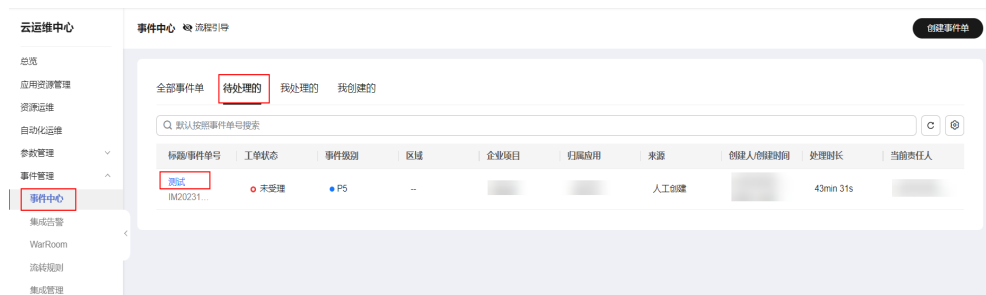 云运维中心
事件中心 流程引导
创建事件单
总览
应用资源管理
资源运维
自动化运维
参数管理
事件管理
事件中心
集成告警
WarRoom
流转规则
集成管理
全部事件单 待处理的 我处理的 我创建的
默认按照事件单号搜索
标题/事件单号 工单状态 事件级别 区域 企业项目 归属应用 来源 创建人/创建时间 处理时长 当前责任人
测试 未受理 P5 -- 人工创建 43min 31s
IM20231...